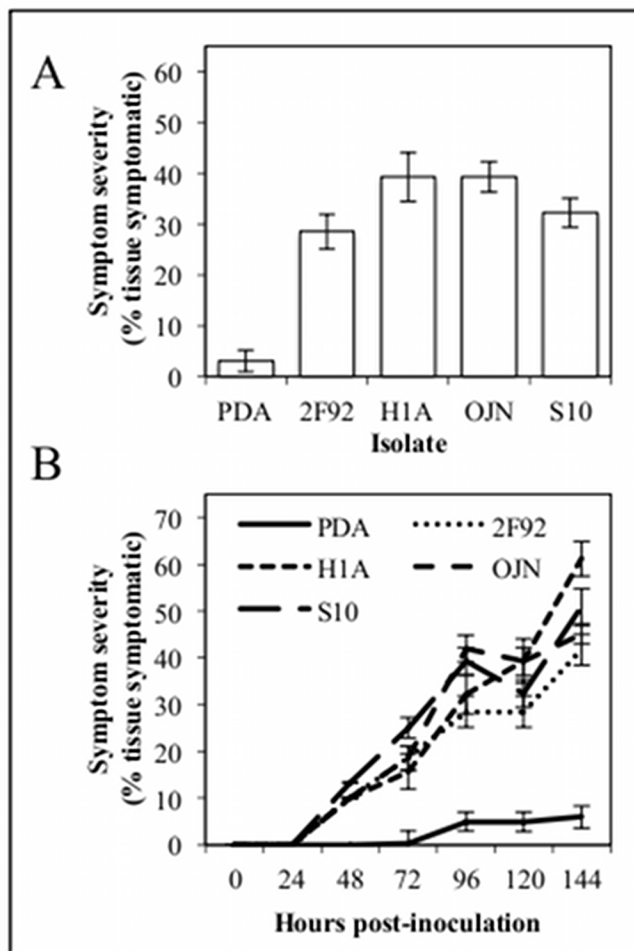 A
Symptom severity
(% tissue symptomatic)
60
50
40
30
20
10
0
PDA 2F92 H1A OJN S10
Isolate
B
Symptom severity
(% tissue symptomatic)
70
60
50
40
30
20
10
0
PDA 2F92
H1A OJN
S10
0 24 48 72 96 120 144
Hours post-inoculation